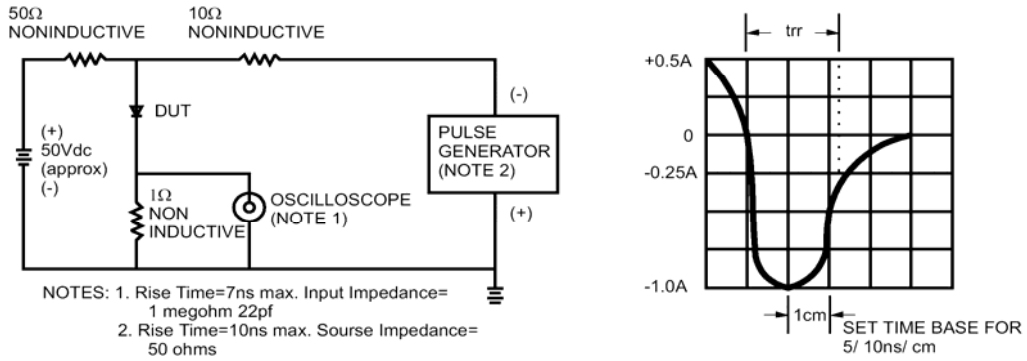 50Ω
NONINDUCTIVE
10Ω
NONINDUCTIVE
DUT
(+)
50Vdc
(approx)
(-)
1Ω
NON
INDUCTIVE
OSCILLOSCOPE
(NOTE 1)
(-)
PULSE
GENERATOR
(NOTE 2)
(+)
NOTES: 1. Rise Time=7ns max. Input Impedance=
1 megohm 22pf
2. Rise Time=10ns max. Sourse Impedance=
50 ohms
trr
+0.5A
0
-0.25A
-1.0A
1cm
SET TIME BASE FOR
5/ 10ns/ cm